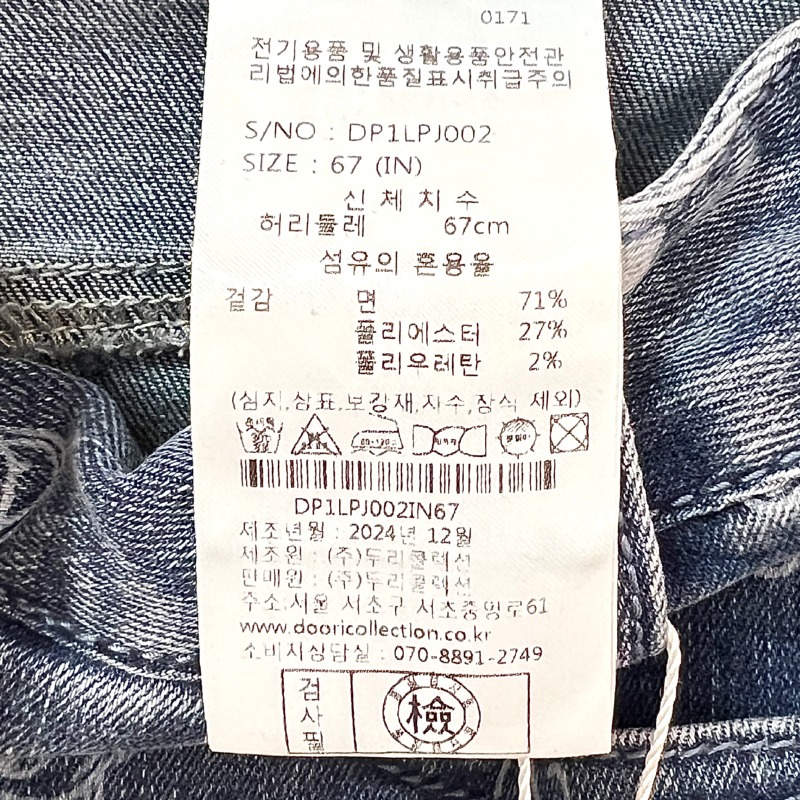 0171
전기용품 및 생활용품안전관
리법에의한품질표시취급주의
S/NO : DP1LPJ002
SIZE : 67 (IN)
신 체 치 수
허리둘레 67cm
섬유의 혼용율
겉감 면 71%
폴리에스터 27%
폴리우레탄 2%
(심지,상표,보강재,자수,장식 제외)
DP1LPJ002IN67
제조년월 : 2024년 12월
제조원 : (주)두리콜렉션
판매원 : (주)두리콜렉션
주소:서울 서초구 서초중앙로61
www.dooricollection.co.kr
소비자상담실 : 070-8891-2749
검
사
필
檢